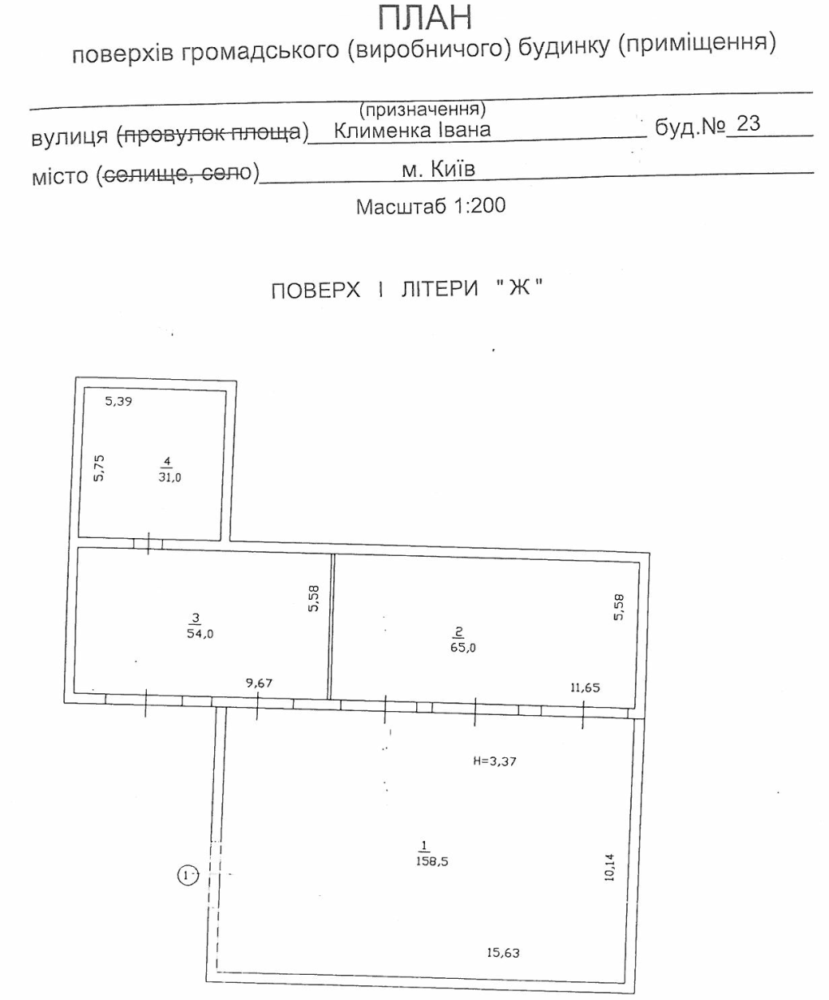 ПЛАН
поверхів громадського (виробничого) будинку (приміщення)
(призначення)
вулиця (провулок площа) Клименка Івана буд.№ 23
місто (селище, село) м. Київ
Масштаб 1:200
ПОВЕРХ І ЛІТЕРИ "Ж"
5,39
5,75
4
31,0
5,58
5,58
3
54,0
2
65,0
9,67
11,65
H=3,37
1
158,5
10,14
1
15,63